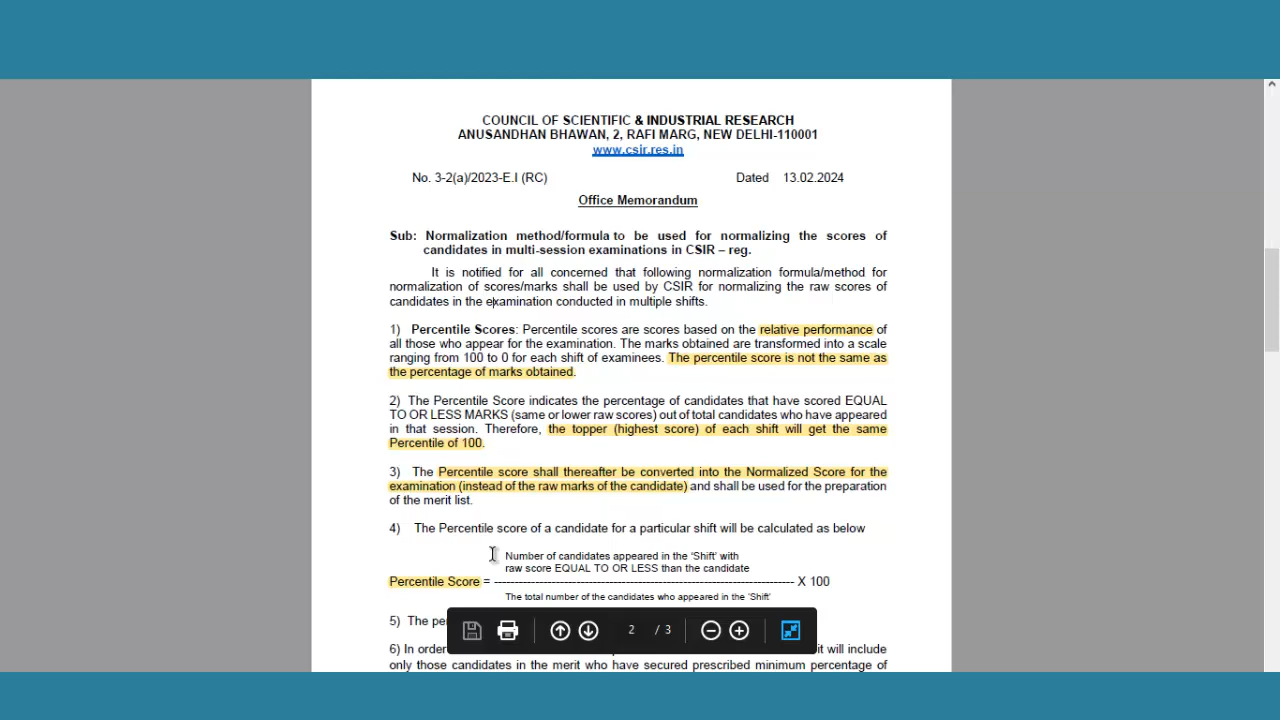 COUNCIL OF SCIENTIFIC & INDUSTRIAL RESEARCH
ANUSANDHAN BHAWAN, 2, RAFI MARG, NEW DELHI-110001
www.csir.res.in
No. 3-2(a)/2023-E.I (RC) Dated 13.02.2024
Office Memorandum
Sub: Normalization method/formula to be used for normalizing the scores of
candidates in multi-session examinations in CSIR – reg.
It is notified for all concerned that following normalization formula/method for
normalization of scores/marks shall be used by CSIR for normalizing the raw scores of
candidates in the examination conducted in multiple shifts.
1) Percentile Scores: Percentile scores are scores based on the relative performance of
all those who appear for the examination. The marks obtained are transformed into a scale
ranging from 100 to 0 for each shift of examinees. The percentile score is not the same as
the percentage of marks obtained.
2) The Percentile Score indicates the percentage of candidates that have scored EQUAL
TO OR LESS MARKS (same or lower raw scores) out of total candidates who have appeared
in that session. Therefore, the topper (highest score) of each shift will get the same
Percentile of 100.
3) The Percentile score shall thereafter be converted into the Normalized Score for the
examination (instead of the raw marks of the candidate) and shall be used for the preparation
of the merit list.
4) The Percentile score of a candidate for a particular shift will be calculated as below
Number of candidates appeared in the 'Shift' with
raw score EQUAL TO OR LESS than the candidate
Percentile Score = ------------------------------------------------------------------------- X 100
The total number of the candidates who appeared in the 'Shift'
5) The
2 / 3
6) In order it will include
only those candidates in the merit who have secured prescribed minimum percentage of